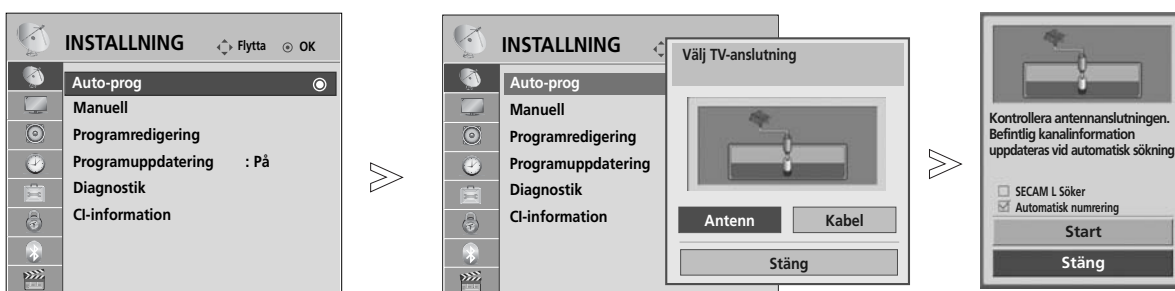 INSTALLNING Flytta OK
Auto-prog
Manuell
Programredigering
Programuppdatering : På
Diagnostik
CI-information
INSTALLNING
Auto-prog
Manuell
Programredigering
Programuppdatering
Diagnostik
CI-information
Välj TV-anslutning
Antenn Kabel
Stäng
Kontrollera antennanslutningen.
Befintlig kanalinformation
uppdateras vid automatisk sökning
SECAM L Söker
Automatisk numrering
Start
Stäng